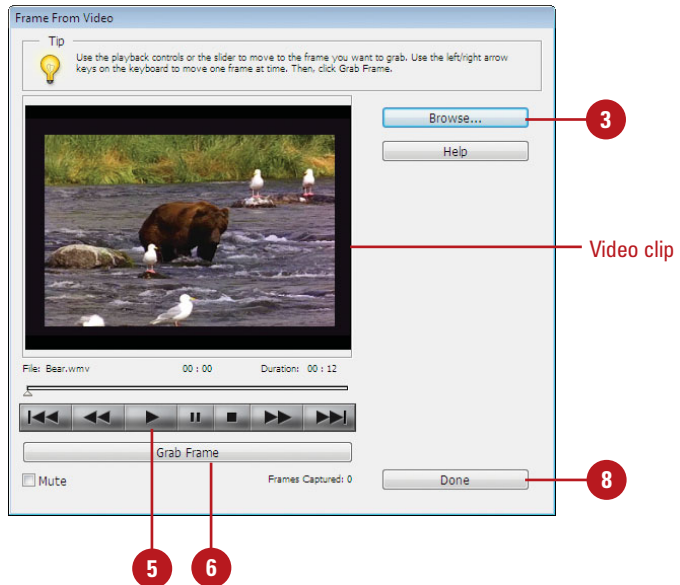 Frame From Video
Tip
Use the playback controls or the slider to move to the frame you want to grab. Use the left/right arrow
keys on the keyboard to move one frame at time. Then, click Grab Frame.
Browse...
3
Help
Video clip
File: Bear.wmv 00 : 00 Duration: 00 : 12
Grab Frame
Mute Frames Captured: 0
Done
8
5 6